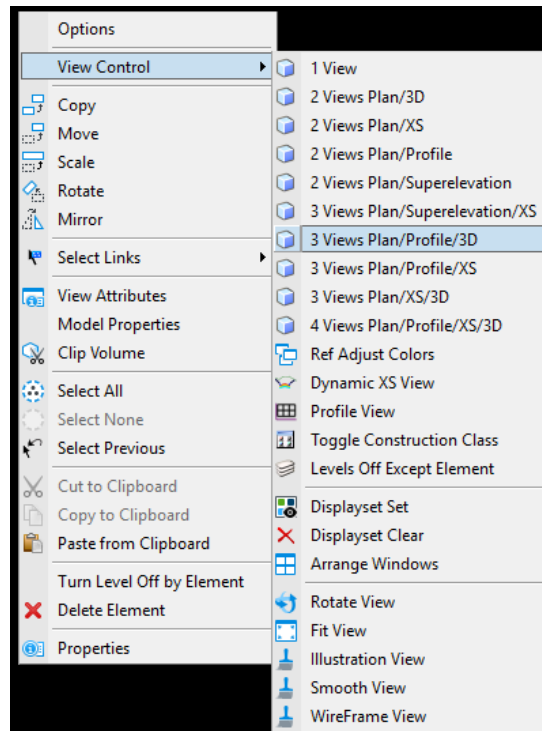 Options
View Control
Copy
Move
Scale
Rotate
Mirror
Select Links
View Attributes
Model Properties
Clip Volume
Select All
Select None
Select Previous
Cut to Clipboard
Copy to Clipboard
Paste from Clipboard
Turn Level Off by Element
Delete Element
Properties
1 View
2 Views Plan/3D
2 Views Plan/XS
2 Views Plan/Profile
2 Views Plan/Superelevation
3 Views Plan/Superelevation/XS
3 Views Plan/Profile/3D
3 Views Plan/Profile/XS
3 Views Plan/XS/3D
4 Views Plan/Profile/XS/3D
Ref Adjust Colors
Dynamic XS View
Profile View
Toggle Construction Class
Levels Off Except Element
Displayset Set
Displayset Clear
Arrange Windows
Rotate View
Fit View
Illustration View
Smooth View
WireFrame View